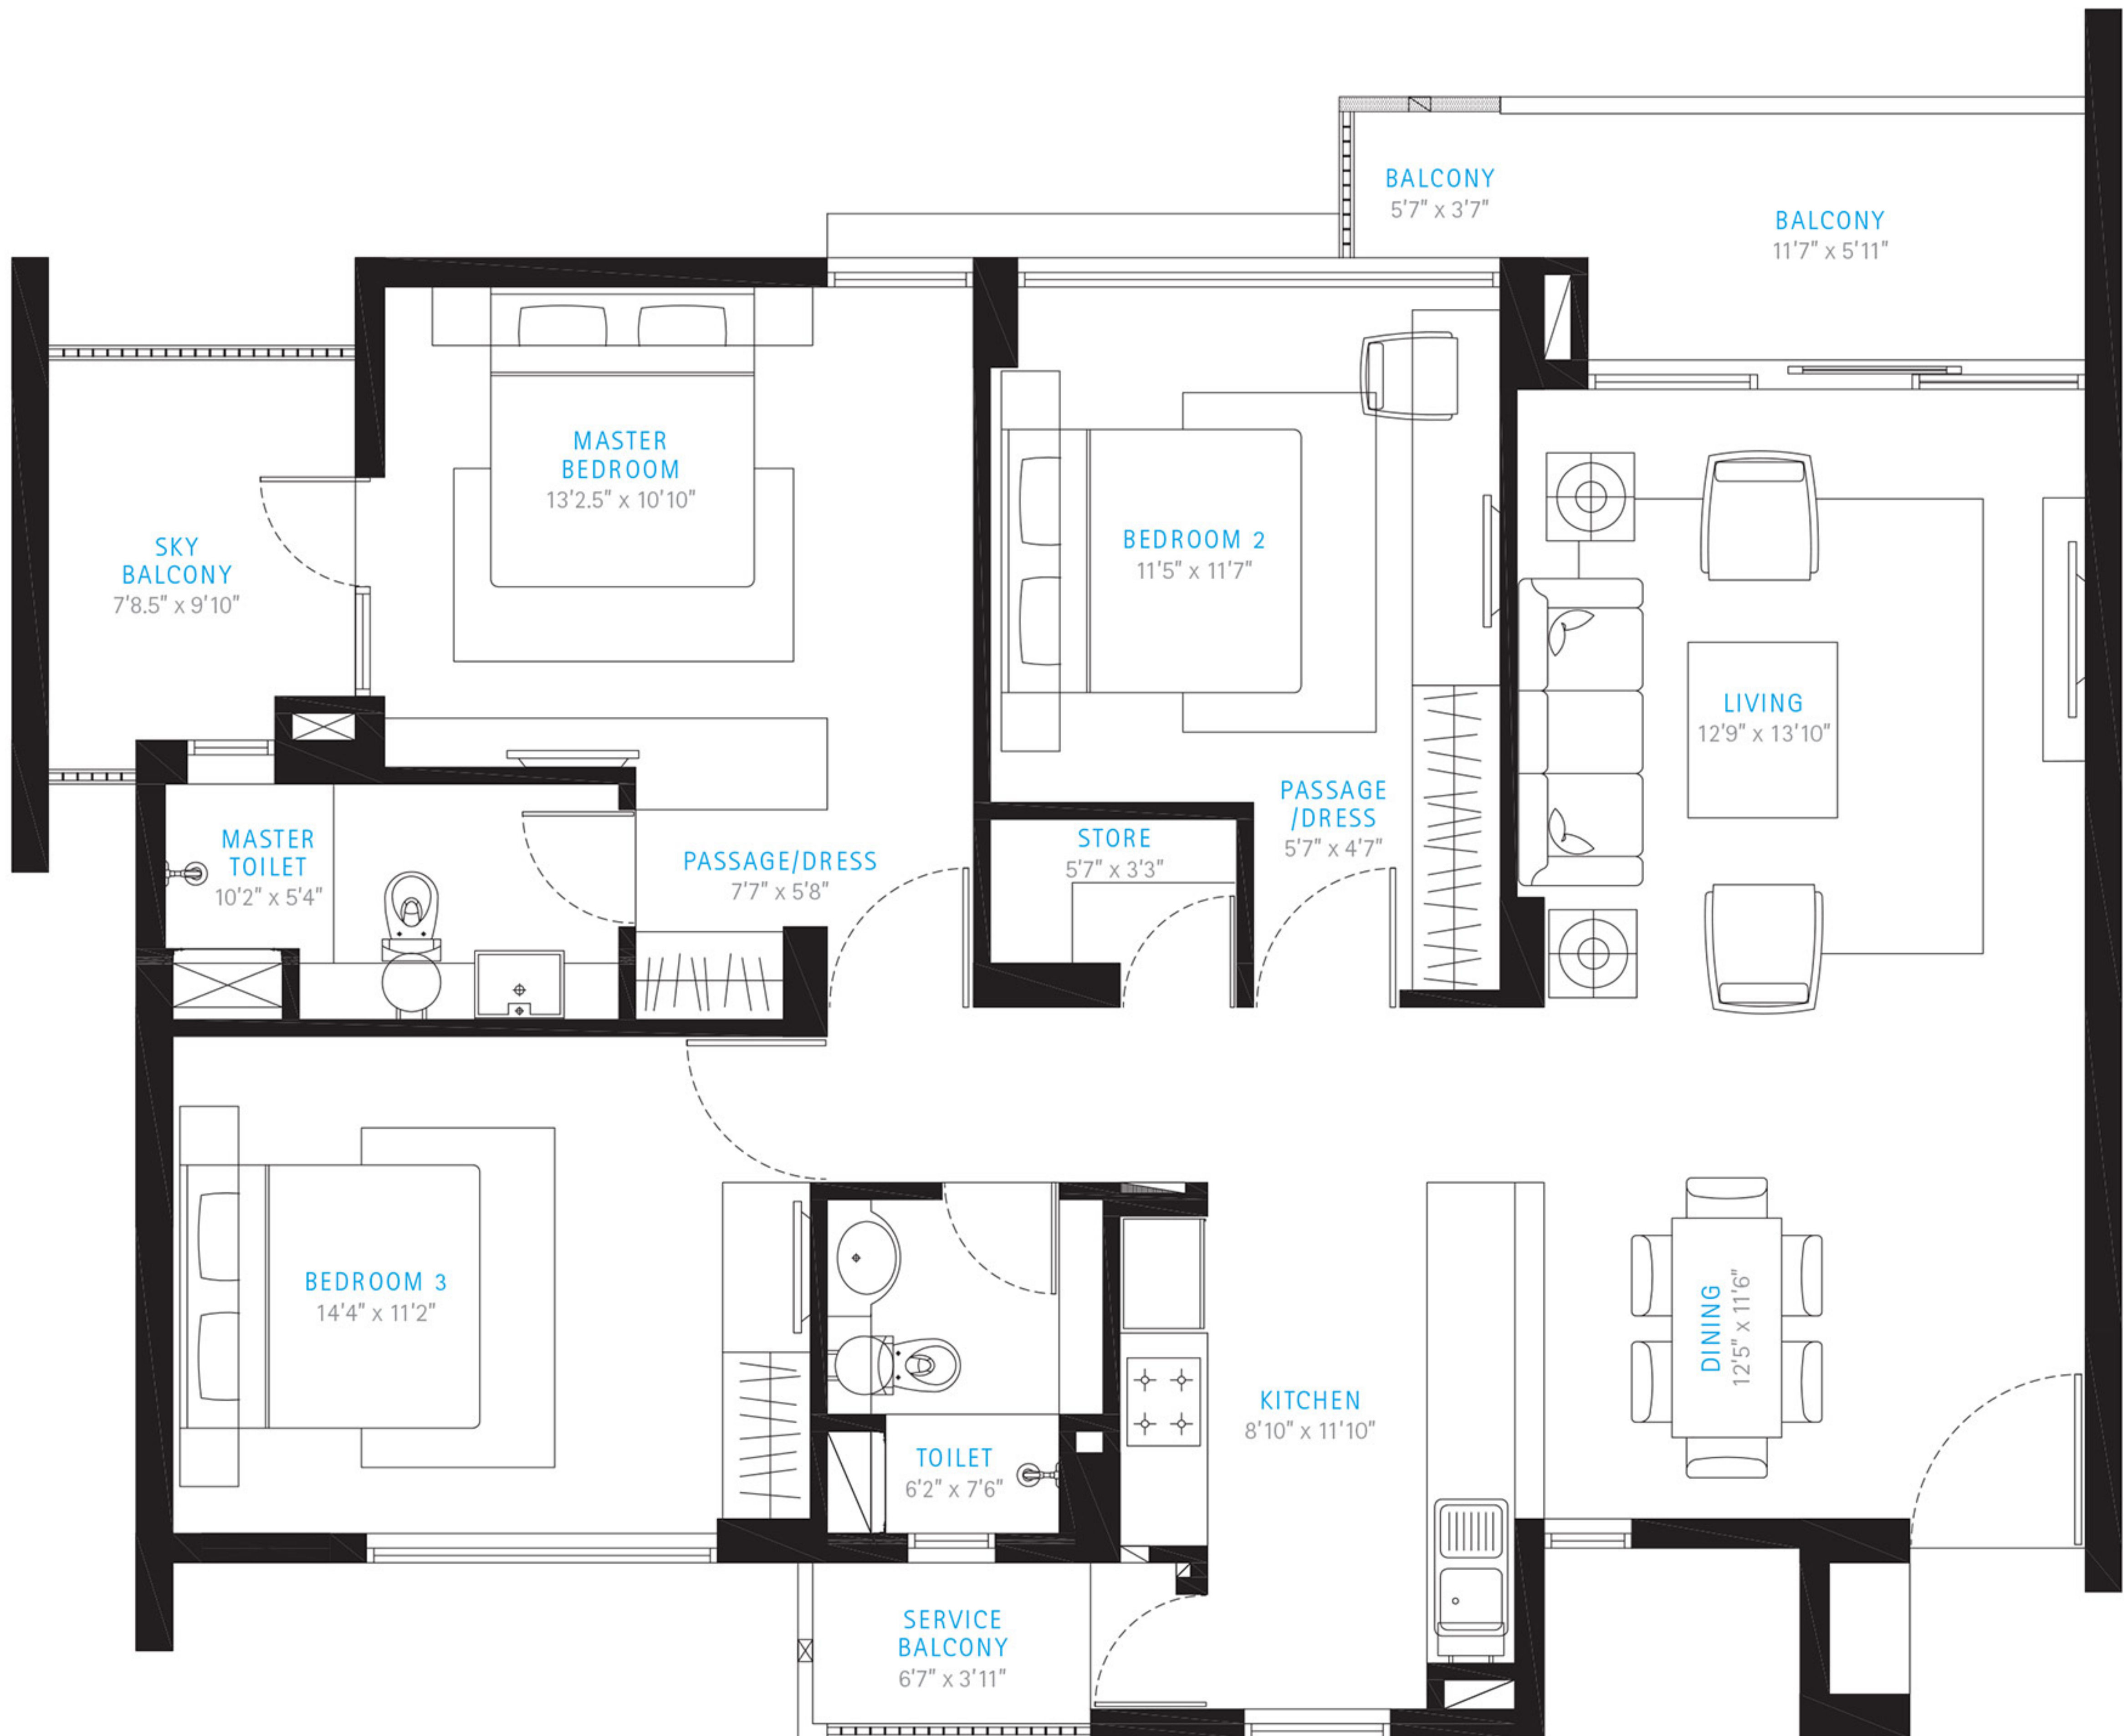 BALCONY
5'7" x 3'7"
BALCONY
11'7" x 5'11"
MASTER
BEDROOM
13'2.5" x 10'10"
SKY
BALCONY
7'8.5" x 9'10"
BEDROOM 2
11'5" x 11'7"
LIVING
12'9" x 13'10"
MASTER
TOILET
10'2" x 5'4"
PASSAGE/DRESS
7'7" x 5'8"
STORE
5'7" x 3'3"
PASSAGE
/DRESS
5'7" x 4'7"
BEDROOM 3
14'4" x 11'2"
TOILET
6'2" x 7'6"
KITCHEN
8'10" x 11'10"
DINING
12'5" x 11'6"
SERVICE
BALCONY
6'7" x 3'11"